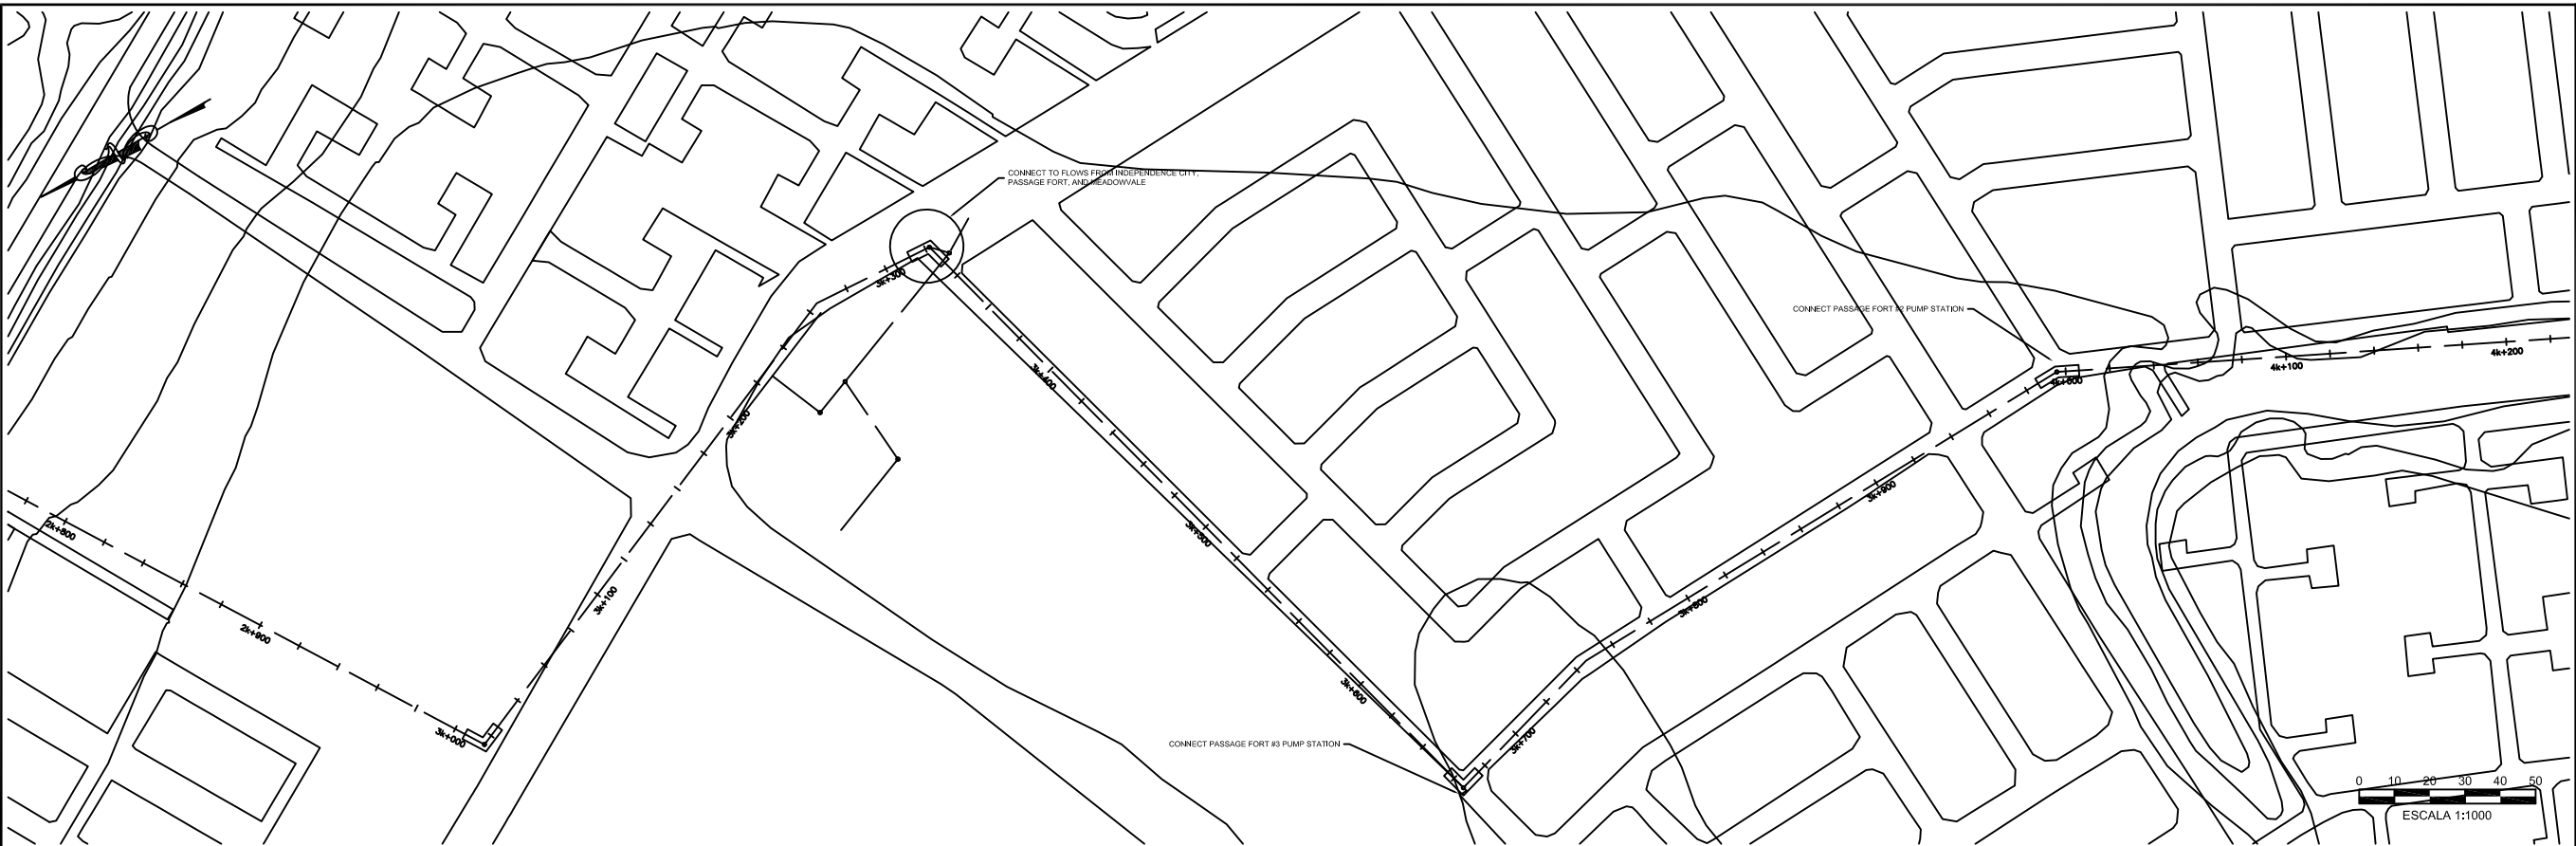 CONNECT TO FLOWS FROM INDEPENDENCE CITY,
PASSAGE FORT, AND MEADOWVALE
3k+300
CONNECT PASSAGE FORT #2 PUMP STATION
4k+200
4k+100
4k+000
3k+400
3k+200
3k+900
2k+800
3k+500
3k+100
3k+800
2k+900
3k+600
3k+000
3k+700
CONNECT PASSAGE FORT #3 PUMP STATION
0 10 20 30 40 50
ESCALA 1:1000